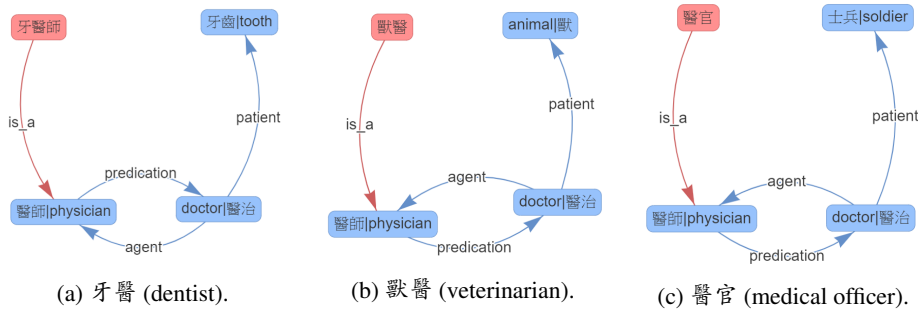 牙醫師
牙齒|tooth
is_a
patient
predication
醫師|physician
doctor|醫治
agent
(a) 牙醫 (dentist).
獸醫
animal|獸
is_a
patient
agent
醫師|physician
doctor|醫治
predication
(b) 獸醫 (veterinarian).
醫官
士兵|soldier
is_a
patient
agent
醫師|physician
doctor|醫治
predication
(c) 醫官 (medical officer).